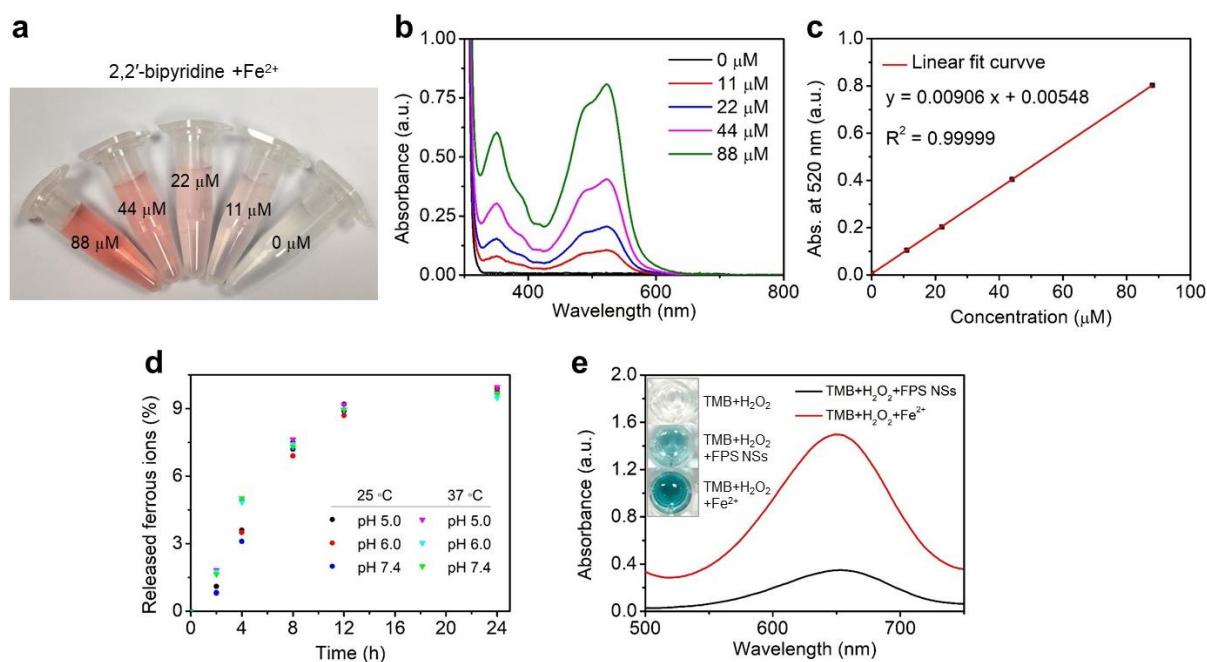 a
2,2′-bipyridine +Fe²⁺
88 μM
44 μM
22 μM
11 μM
0 μM
b
Absorbance (a.u.)
1.00
0.75
0.50
0.25
0.00
400
600
800
Wavelength (nm)
0 μM
11 μM
22 μM
44 μM
88 μM
c
Abs. at 520 nm (a.u.)
1.0
0.8
0.6
0.4
0.2
0.0
0
20
40
60
80
100
Concentration (μM)
Linear fit curvve
y = 0.00906 x + 0.00548
R² = 0.99999
d
Released ferrous ions (%)
9
6
3
0
0
4
8
12
16
20
24
Time (h)
25 °C 37 °C
pH 5.0 pH 5.0
pH 6.0 pH 6.0
pH 7.4 pH 7.4
e
Absorbance (a.u.)
2.0
1.6
1.2
0.8
0.4
0.0
500
600
700
Wavelength (nm)
TMB+H₂O₂
TMB+H₂O₂
+FPS NSs
TMB+H₂O₂
+Fe²⁺
TMB+H₂O₂+FPS NSs
TMB+H₂O₂+Fe²⁺